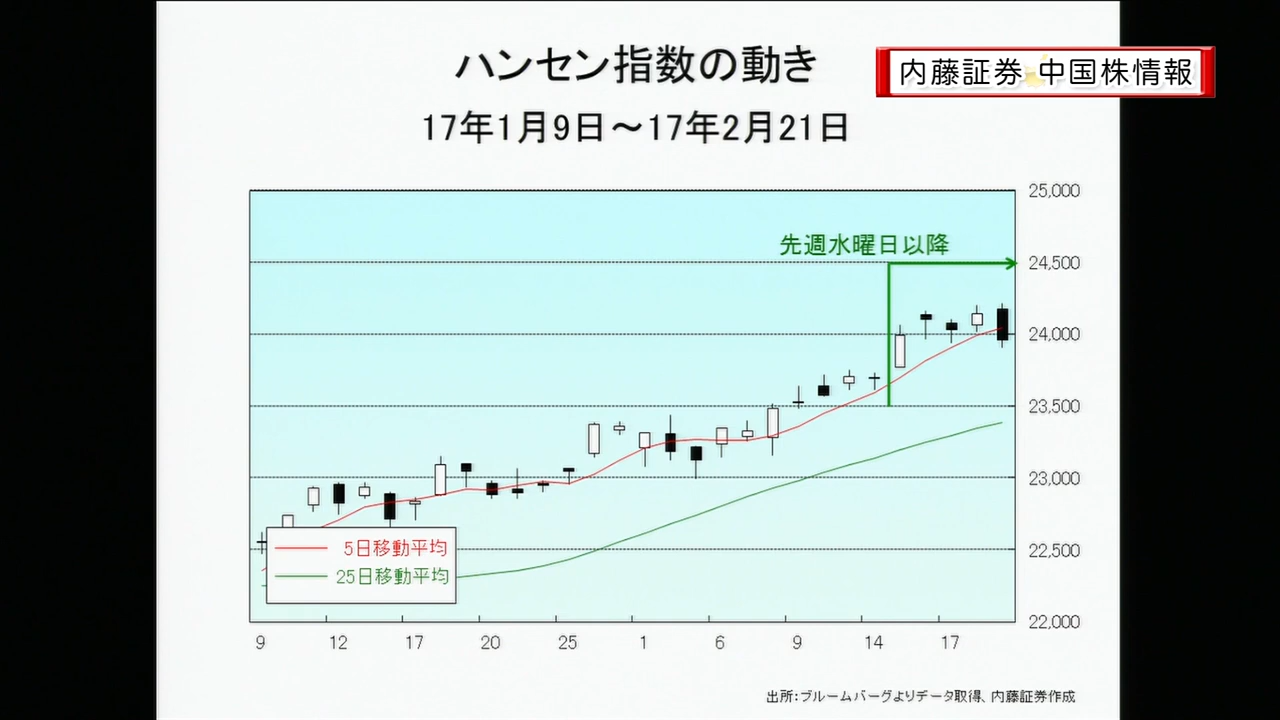 ハンセン指数の動き
内藤証券 中国株情報
17年1月9日～17年2月21日
25,000
先週水曜日以降
24,500
24,000
23,500
23,000
22,500
22,000
5日移動平均
25日移動平均
9 12 17 20 25 1 6 9 14 17
出所：ブルームバーグよりデータ取得、内藤証券作成